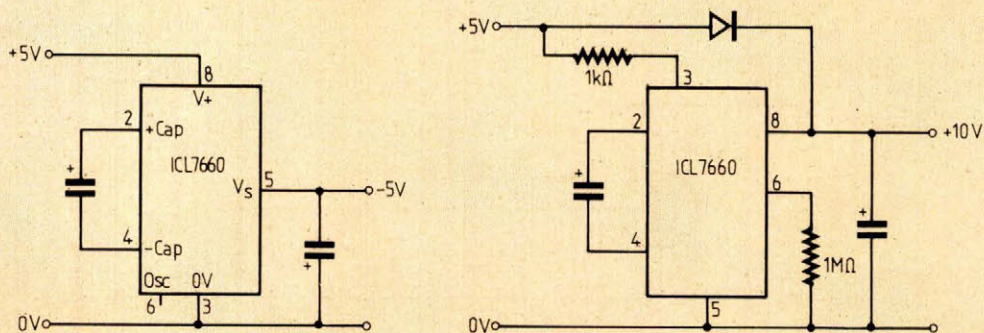 +5V
8
V+
2
+Cap
+
ICL7660
5
Vs
-5V
4
-Cap
+
Osc
0V
6
3
0V
+5V
1kΩ
3
2
8
+10V
+
ICL7660
6
+
4
1MΩ
5
0V